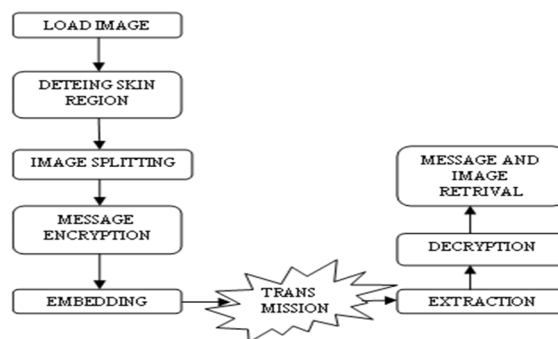 LOAD IMAGE
DETEING SKIN
REGION
IMAGE SPLITTING
MESSAGE
ENCRYPTION
EMBEDDING
TRANS
MISSION
EXTRACTION
DECRYPTION
MESSAGE AND
IMAGE
RETRIVAL